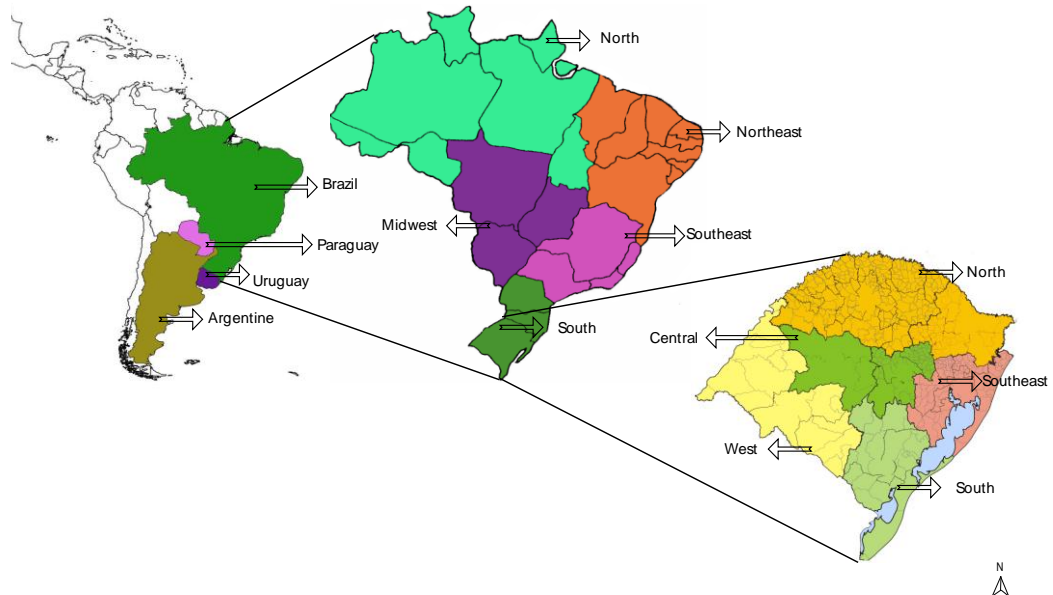 North
Northeast
Brazil
Midwest
Southeast
Paraguay
Uruguay
North
Argentine
South
Central
Southeast
West
South
N